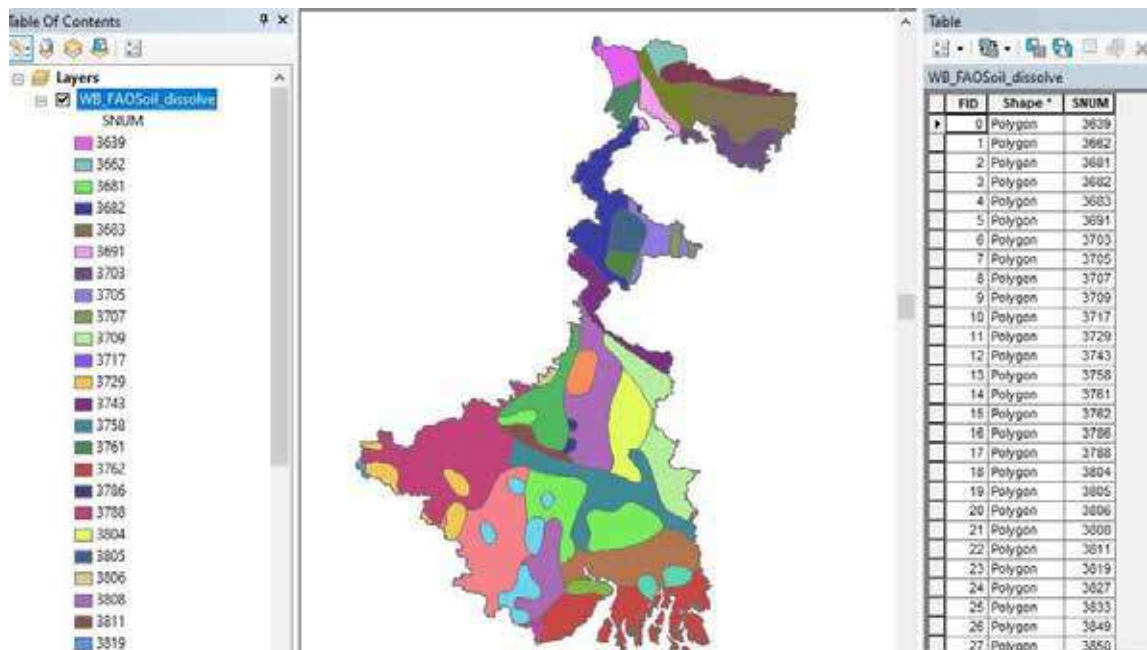 Table Of Contents
Layers
WB_FAOSoil_dissolve
SNUM
3639
3662
3681
3682
3683
3691
3703
3705
3707
3709
3717
3729
3743
3758
3761
3762
3786
3788
3804
3805
3806
3808
3811
3819
Table
WB_FAOSoil_dissolve
FID Shape * SNUM
0 Polygon 3639
1 Polygon 3662
2 Polygon 3681
3 Polygon 3682
4 Polygon 3683
5 Polygon 3691
6 Polygon 3703
7 Polygon 3705
8 Polygon 3707
9 Polygon 3709
10 Polygon 3717
11 Polygon 3729
12 Polygon 3743
13 Polygon 3758
14 Polygon 3761
15 Polygon 3762
16 Polygon 3786
17 Polygon 3788
18 Polygon 3804
19 Polygon 3805
20 Polygon 3806
21 Polygon 3808
22 Polygon 3811
23 Polygon 3819
24 Polygon 3827
25 Polygon 3833
26 Polygon 3849
27 Polygon 3850